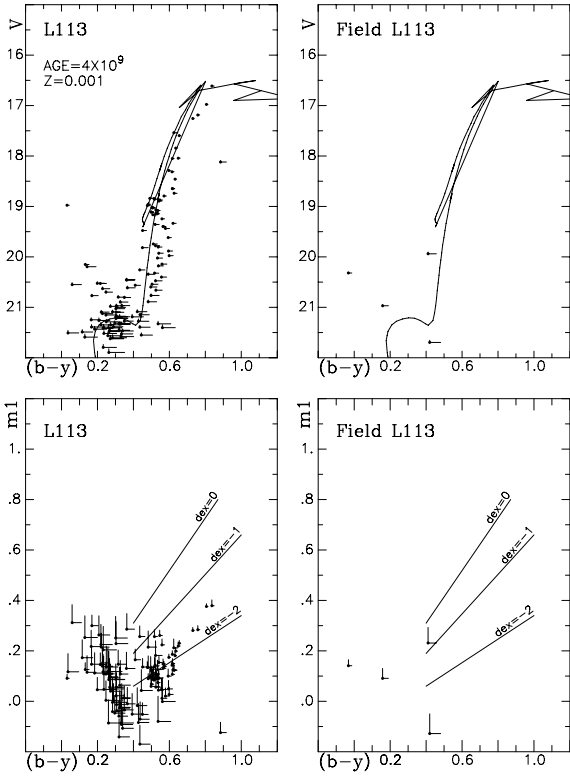 L113
AGE=4X10^9
Z=0.001
V
16
17
18
19
20
21
(b-y)
0.2
0.6
1.0
Field L113
V
16
17
18
19
20
21
(b-y)
0.2
0.6
1.0
L113
m1
1.
.8
.6
.4
.2
.0
dex=0
dex=-1
dex=-2
(b-y)
0.2
0.6
1.0
Field L113
m1
1.
.8
.6
.4
.2
.0
dex=0
dex=-1
dex=-2
(b-y)
0.2
0.6
1.0